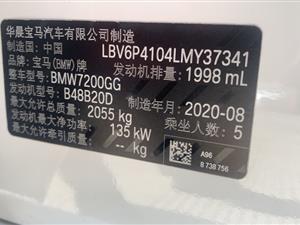 华晨宝马汽车有限公司制造
制造国：中国 LBV6P4104LMY37341
品牌：宝马(BMW)牌 发动机排量：1998 mL
整车型号：BMW7200GG
发动机型号：B48B20D 制造年月：2020-08
最大允许总质量：2055 kg 乘坐人数：5
发动机最大净功率：135 kW
-- kg
A96
8 738 756